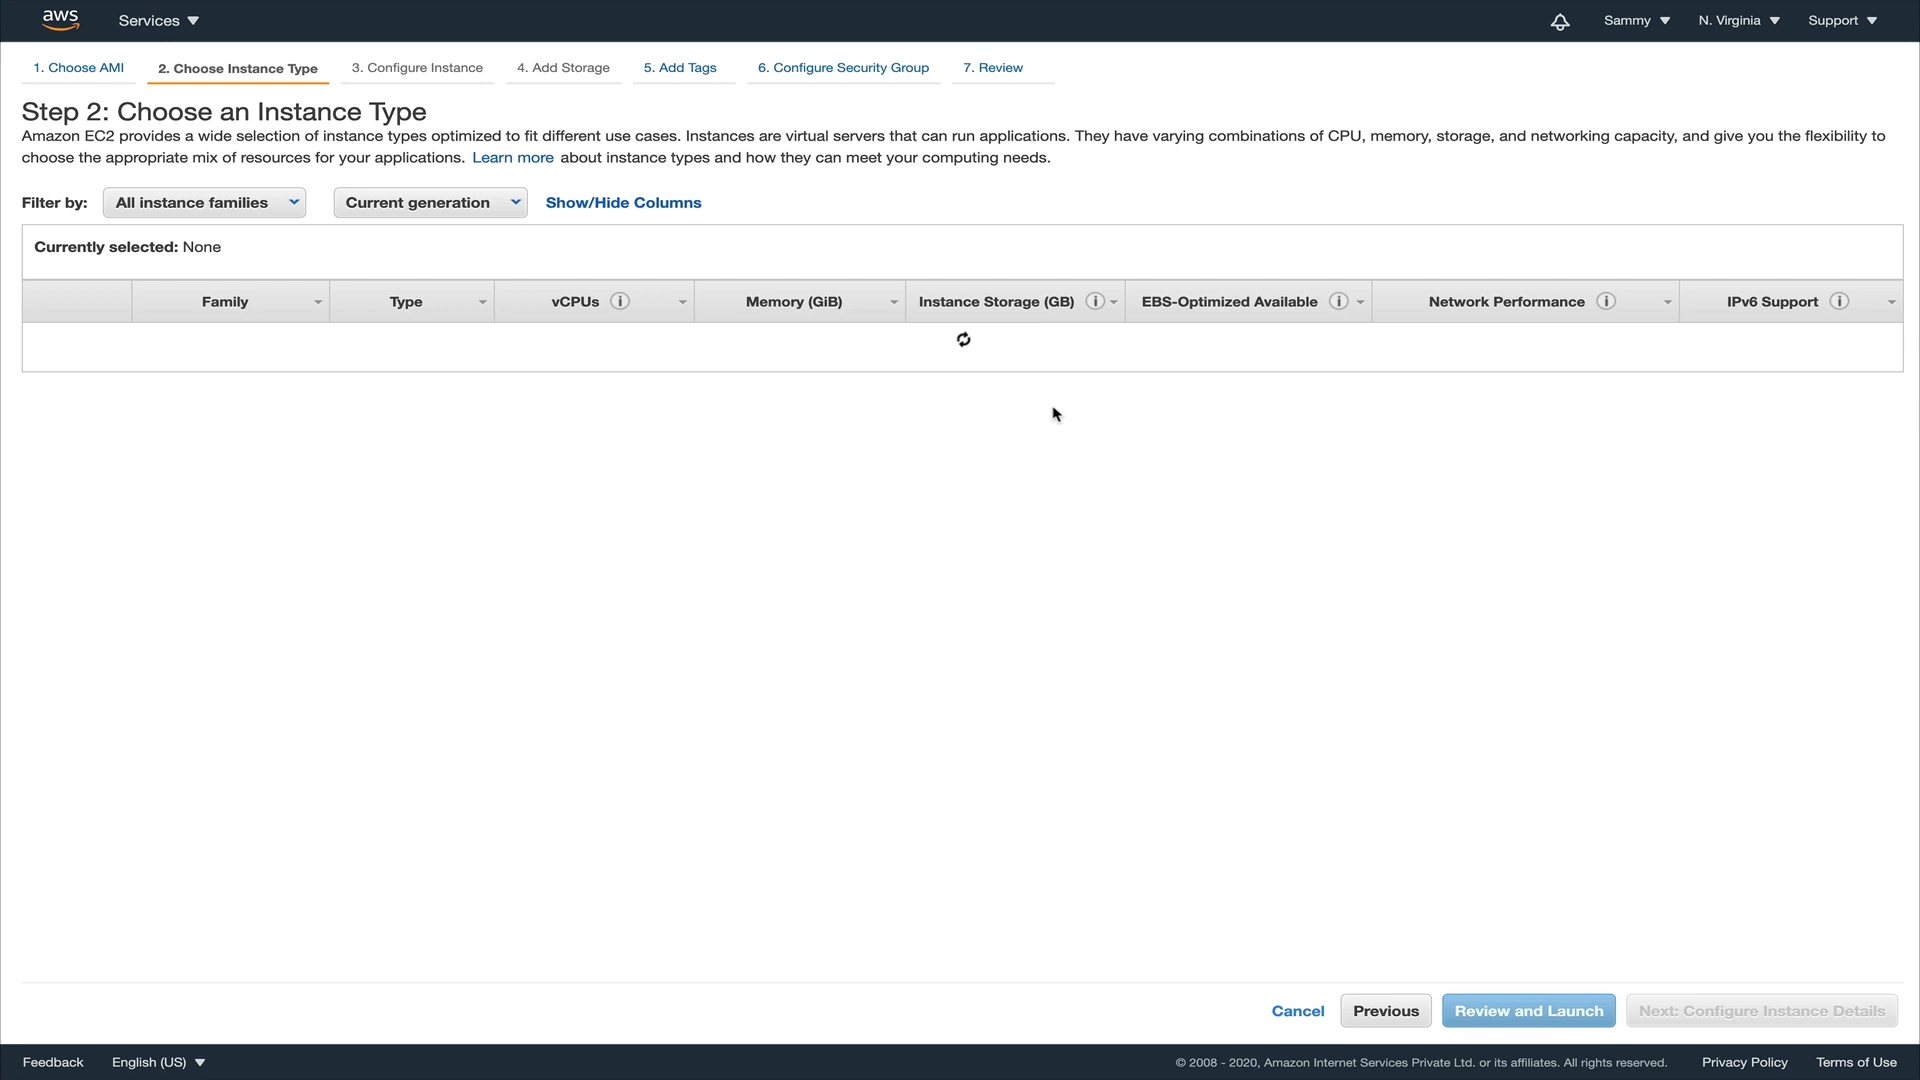 aws Services Sammy N. Virginia Support
1. Choose AMI 2. Choose Instance Type 3. Configure Instance 4. Add Storage 5. Add Tags 6. Configure Security Group 7. Review
Step 2: Choose an Instance Type
Amazon EC2 provides a wide selection of instance types optimized to fit different use cases. Instances are virtual servers that can run applications. They have varying combinations of CPU, memory, storage, and networking capacity, and give you the flexibility to
choose the appropriate mix of resources for your applications. Learn more about instance types and how they can meet your computing needs.
Filter by: All instance families Current generation Show/Hide Columns
Currently selected: None
Family Type vCPUs i Memory (GiB) Instance Storage (GB) i EBS-Optimized Available i Network Performance i IPv6 Support i
Cancel Previous Review and Launch Next: Configure Instance Details
Feedback English (US) © 2008 - 2020, Amazon Internet Services Private Ltd. or its affiliates. All rights reserved. Privacy Policy Terms of Use